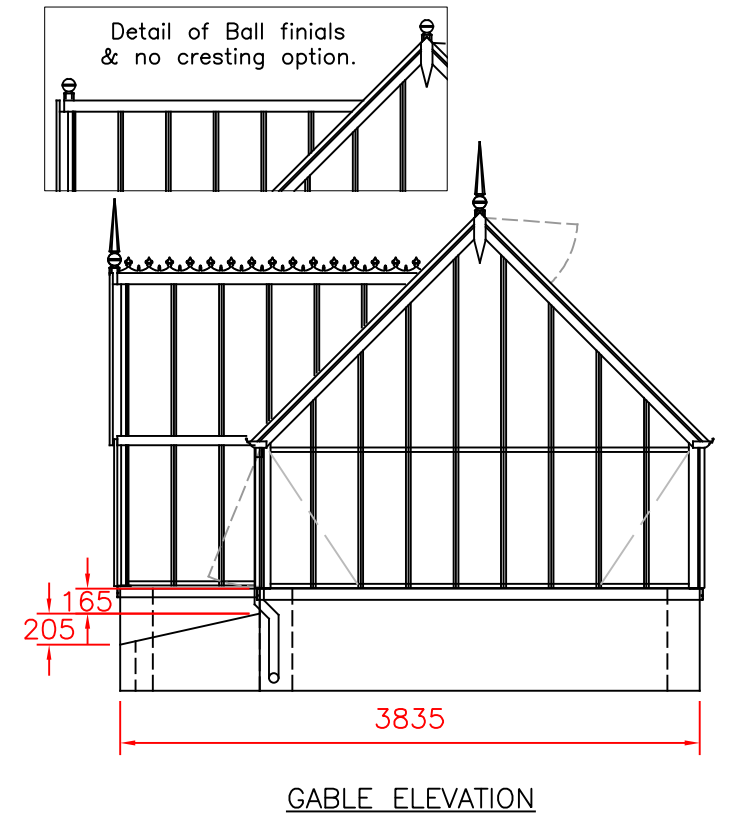 Detail of Ball finials
& no cresting option.
165
205
3835
GABLE ELEVATION